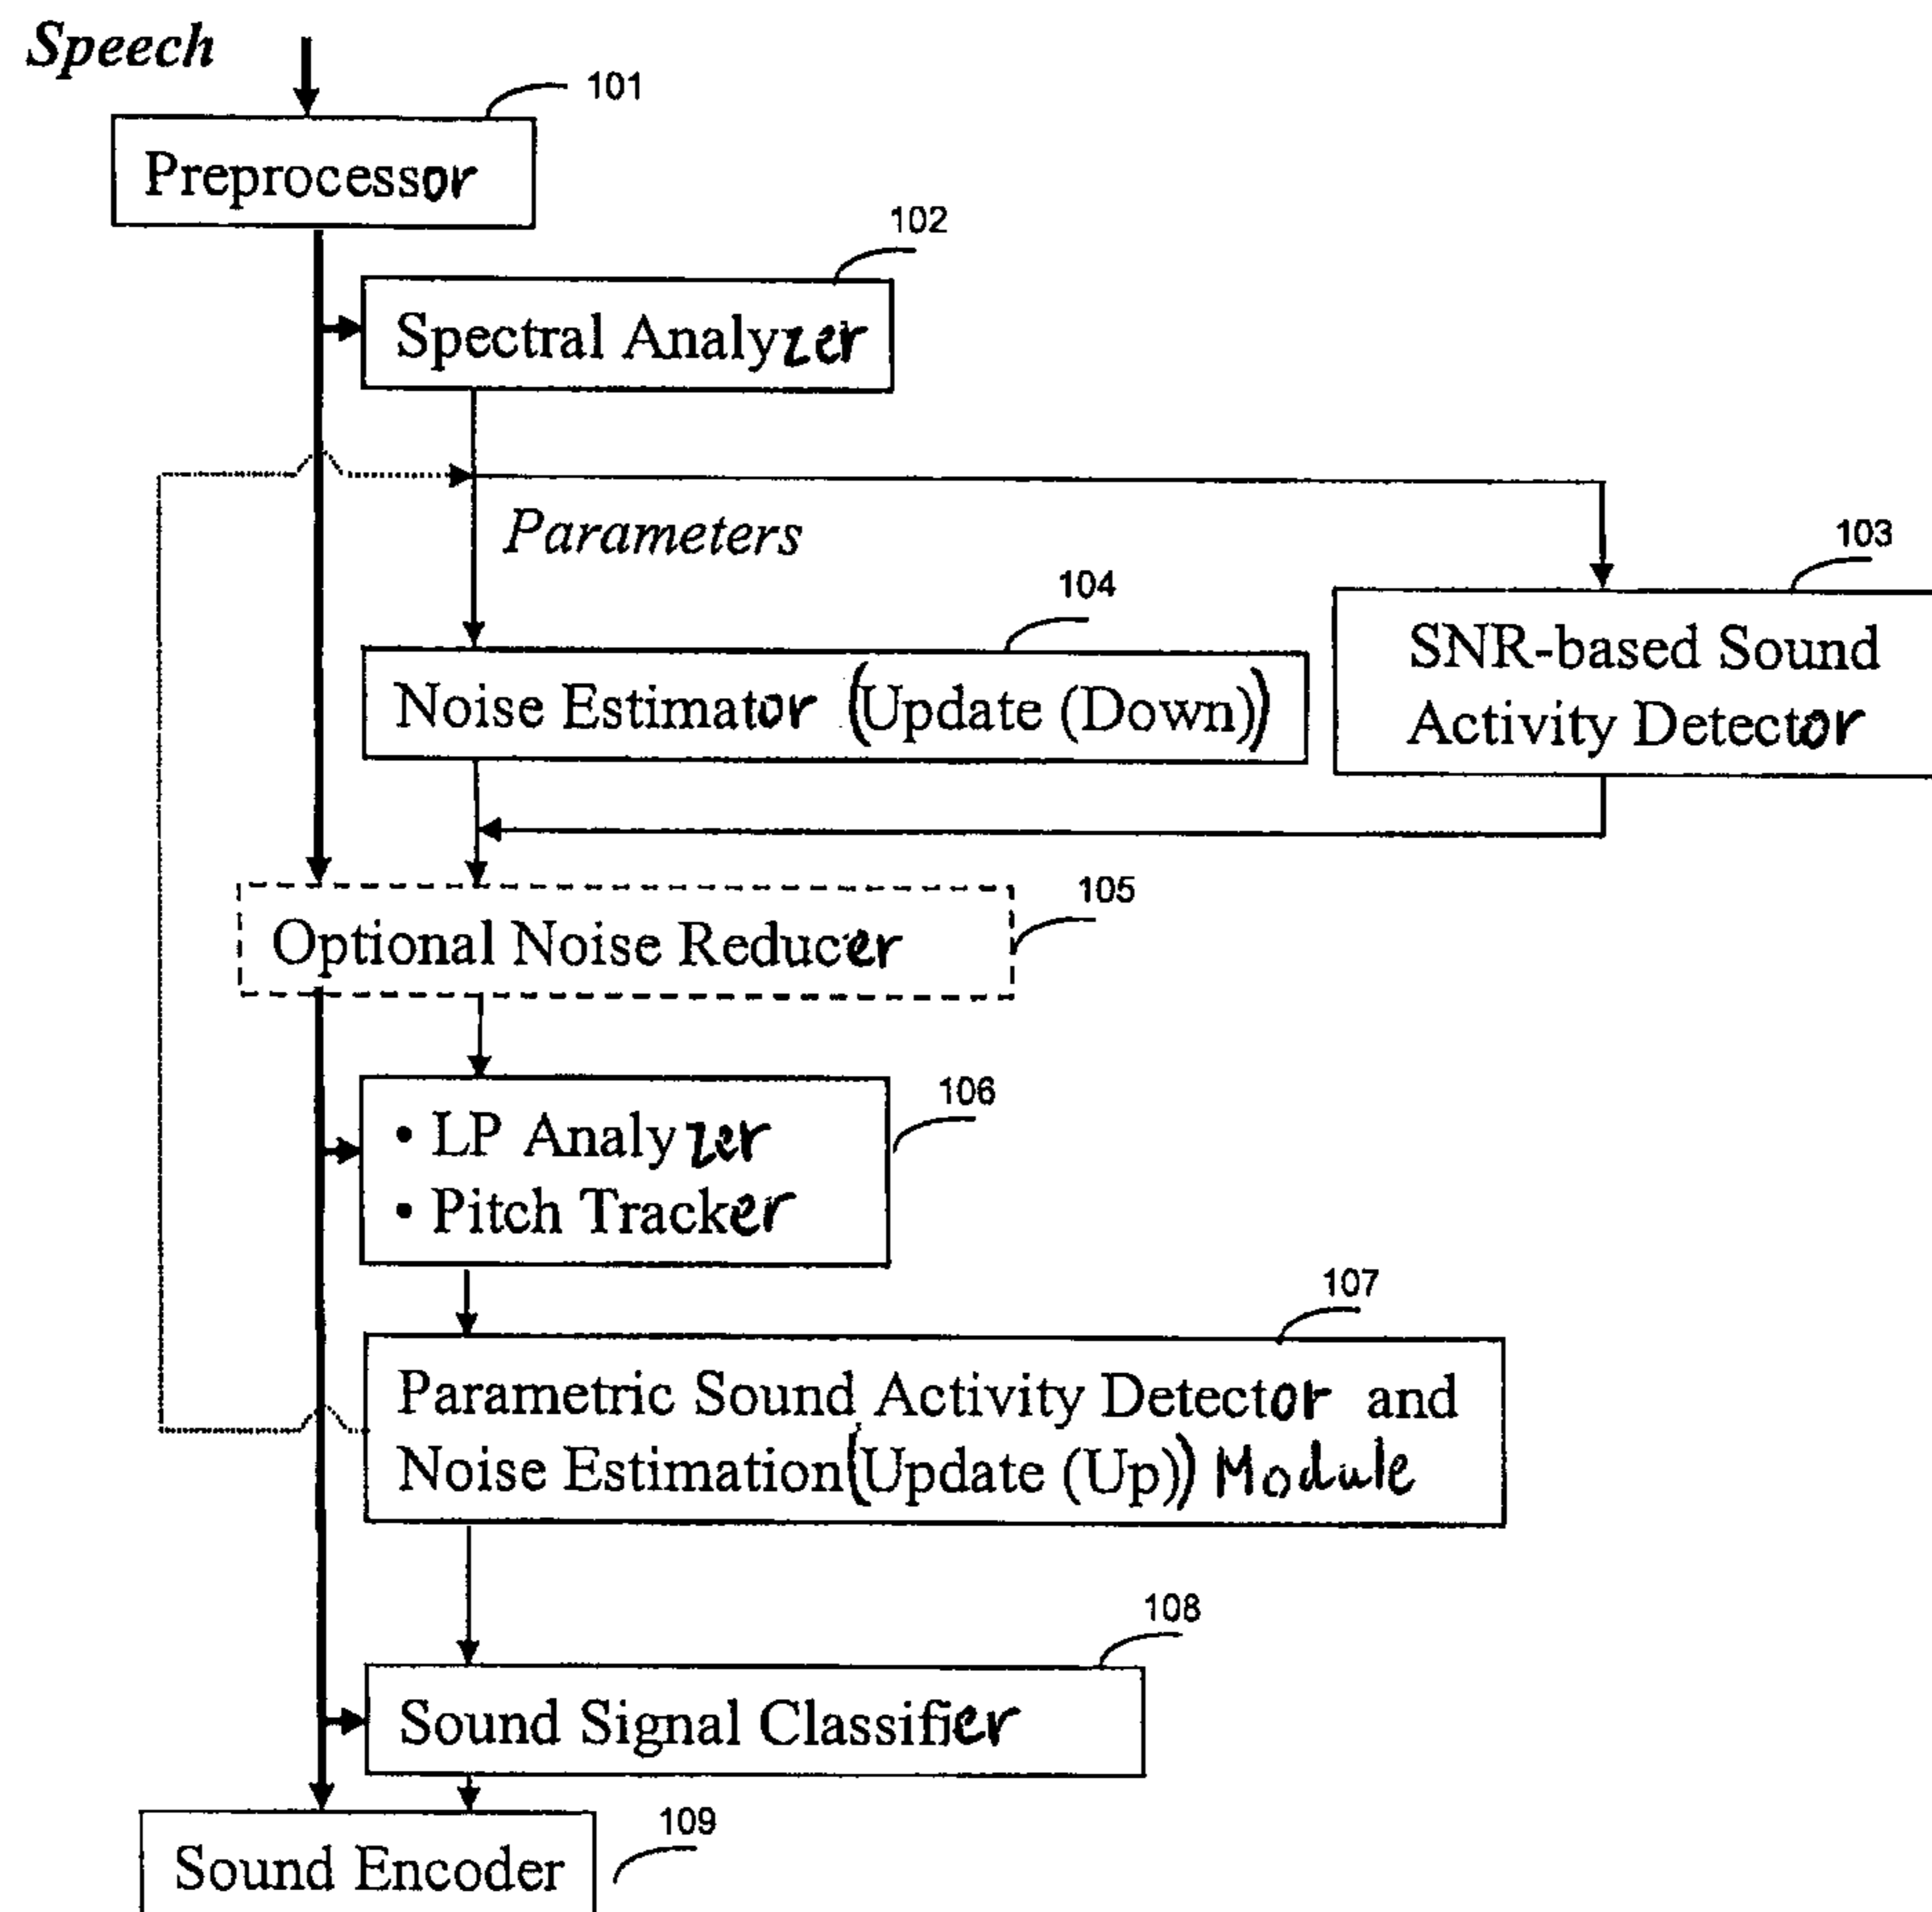 Speech
101
Preprocessor
102
Spectral Analyzer
Parameters
103
104
SNR-based Sound
Activity Detector
Noise Estimator (Update (Down))
105
Optional Noise Reducer
106
• LP Analyzer
• Pitch Tracker
107
Parametric Sound Activity Detector and
Noise Estimation (Update (Up)) Module
108
Sound Signal Classifier
109
Sound Encoder